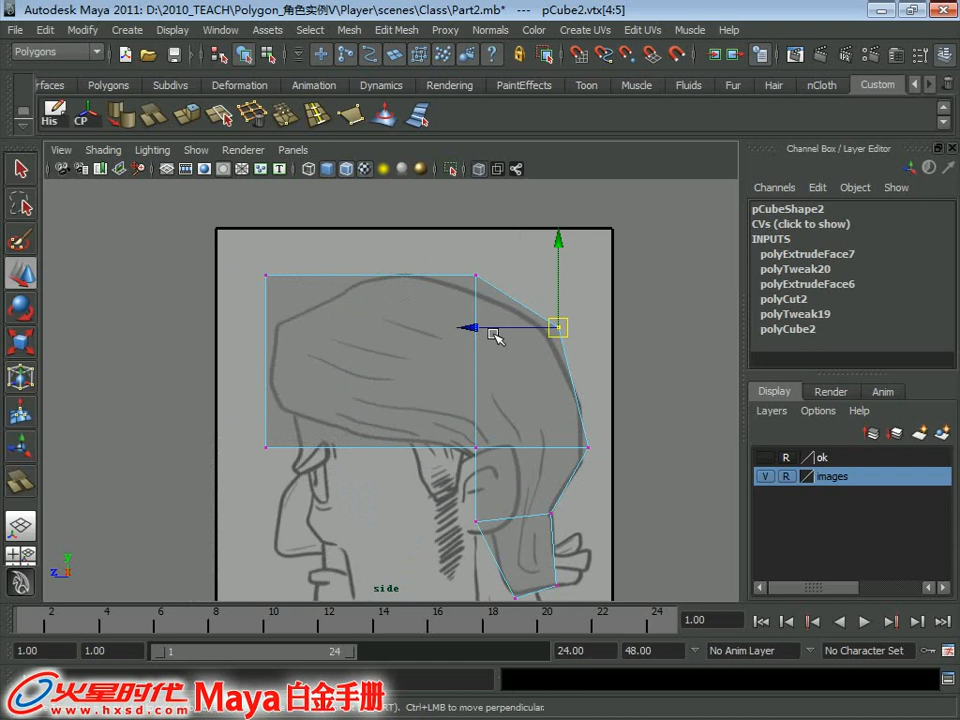 Autodesk Maya 2011: D:\2010_TEACH\Polygon_角色实例V\Player\scenes\Class\Part2.mb*   ---   pCube2.vtx[4:5]
File Edit Modify Create Display Window Assets Select Mesh Edit Mesh Proxy Normals Color Create UVs Edit UVs Muscle Help
Polygons
rfaces Polygons Subdivs Deformation Animation Dynamics Rendering PaintEffects Toon Muscle Fluids Fur Hair nCloth Custom
His CP
View Shading Lighting Show Renderer Panels
Channel Box / Layer Editor
Channels Edit Object Show
pCubeShape2
CVs (click to show)
INPUTS
polyExtrudeFace7
polyTweak20
polyExtrudeFace6
polyCut2
polyTweak19
polyCube2
Display Render Anim
Layers Options Help
R ok
V R images
y
z x
side
2 4 6 8 10 12 14 16 18 20 22 24
1.00
1.00 1.00 1 24 24.00 48.00 No Anim Layer No Character Set
火星时代 www.hxsd.com Maya 白金手册
RT). Ctrl+LMB to move perpendicular.